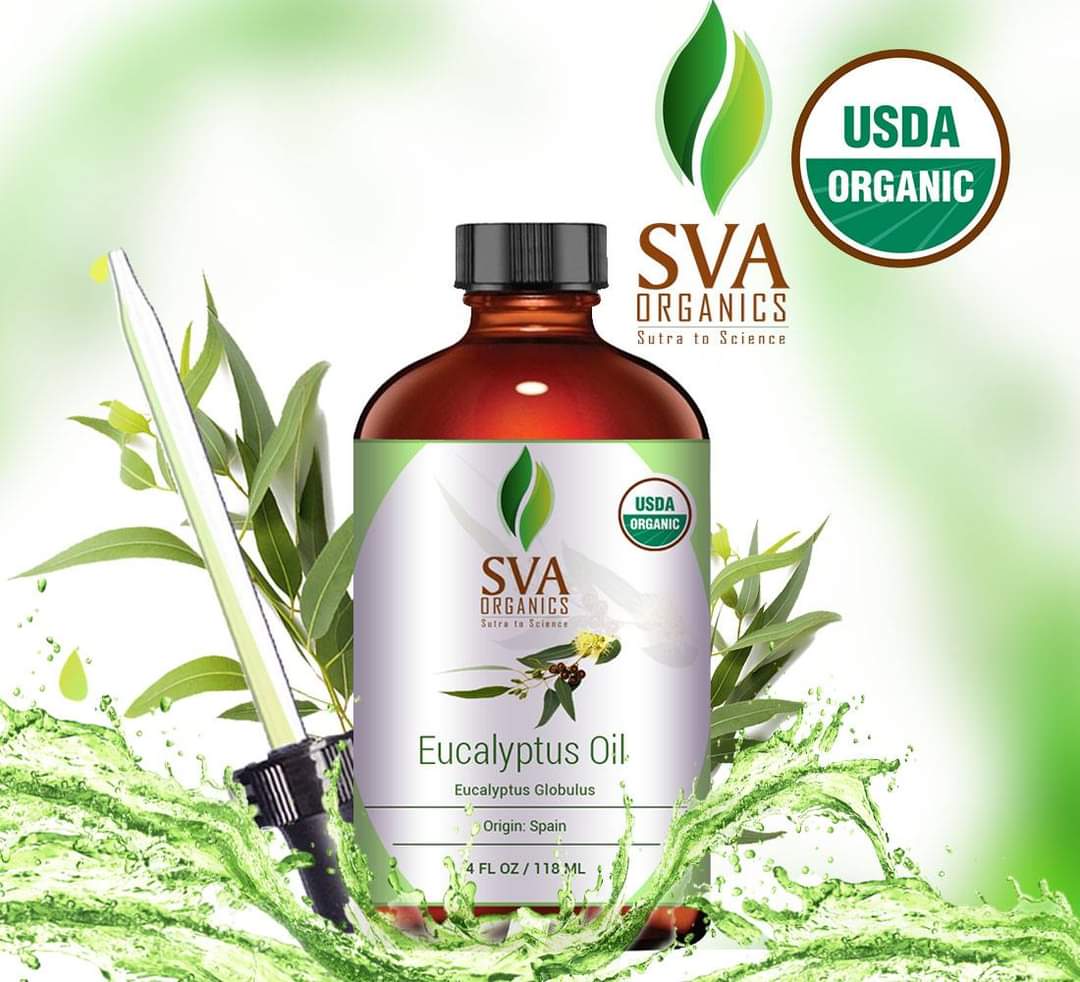 USDA
ORGANIC
SVA
ORGANICS
Sutra to Science
USDA
ORGANIC
SVA
ORGANICS
Sutra to Science
Eucalyptus Oil
Eucalyptus Globulus
Origin: Spain
4 FL OZ / 118 ML